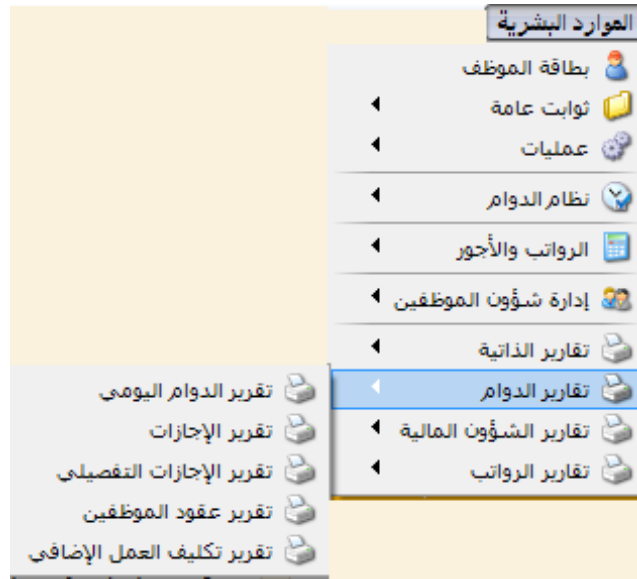 الموارد البشرية
بطاقة الموظف
ثوابت عامة
عمليات
نظام الدوام
الرواتب والأجور
إدارة شؤون الموظفين
تقارير الذاتية
تقارير الدوام
تقارير الشؤون المالية
تقارير الرواتب
تقرير الدوام اليومي
تقرير الإجازات
تقرير الإجازات التفصيلي
تقرير عقود الموظفين
تقرير تكليف العمل الإضافي